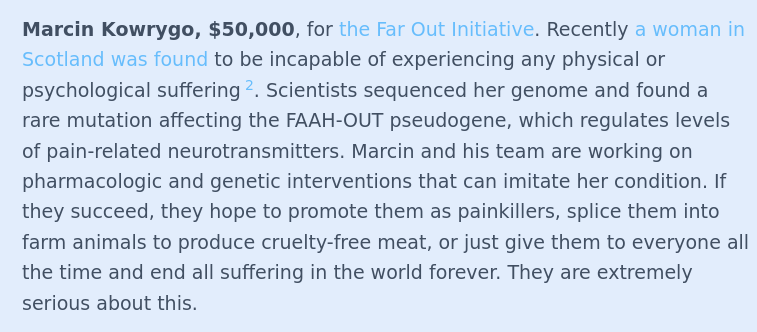 Marcin Kowrygo, $50,000, for the Far Out Initiative. Recently a woman in
Scotland was found to be incapable of experiencing any physical or
psychological suffering 2. Scientists sequenced her genome and found a
rare mutation affecting the FAAH-OUT pseudogene, which regulates levels
of pain-related neurotransmitters. Marcin and his team are working on
pharmacologic and genetic interventions that can imitate her condition. If
they succeed, they hope to promote them as painkillers, splice them into
farm animals to produce cruelty-free meat, or just give them to everyone all
the time and end all suffering in the world forever. They are extremely
serious about this.